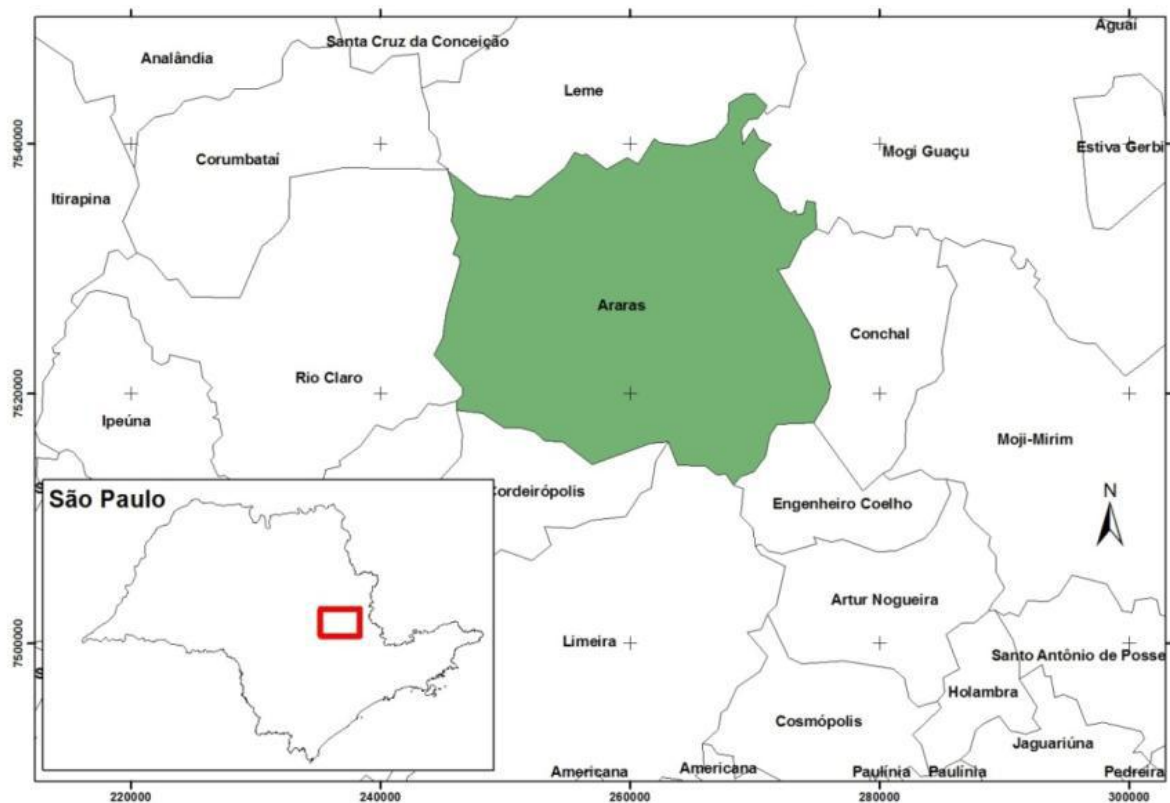 Aguaí
Santa Cruz da Conceição
Analândia
Leme
7540000
Corumbataí
Mogi Guaçu
Estiva Gerbi
Itirapina
Araras
Conchal
Rio Claro
7520000
Ipeúna
Moji-Mirim
Cordeirópolis
Engenheiro Coelho
N
São Paulo
Artur Nogueira
7500000
Limeira
Santo Antônio de Posse
Holambra
Cosmópolis
Jaguariúna
Americana
Americana
Paulínia
Paulínia
Pedreira
220000
240000
260000
280000
300000